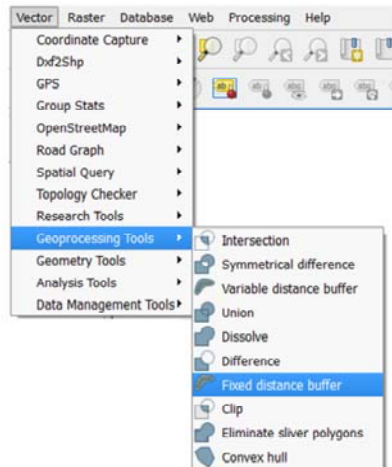 Vector Raster Database Web Processing Help
Coordinate Capture
Dxf2Shp
GPS
Group Stats
OpenStreetMap
Road Graph
Spatial Query
Topology Checker
Research Tools
Geoprocessing Tools
Geometry Tools
Analysis Tools
Data Management Tools
Intersection
Symmetrical difference
Variable distance buffer
Union
Dissolve
Difference
Fixed distance buffer
Clip
Eliminate sliver polygons
Convex hull